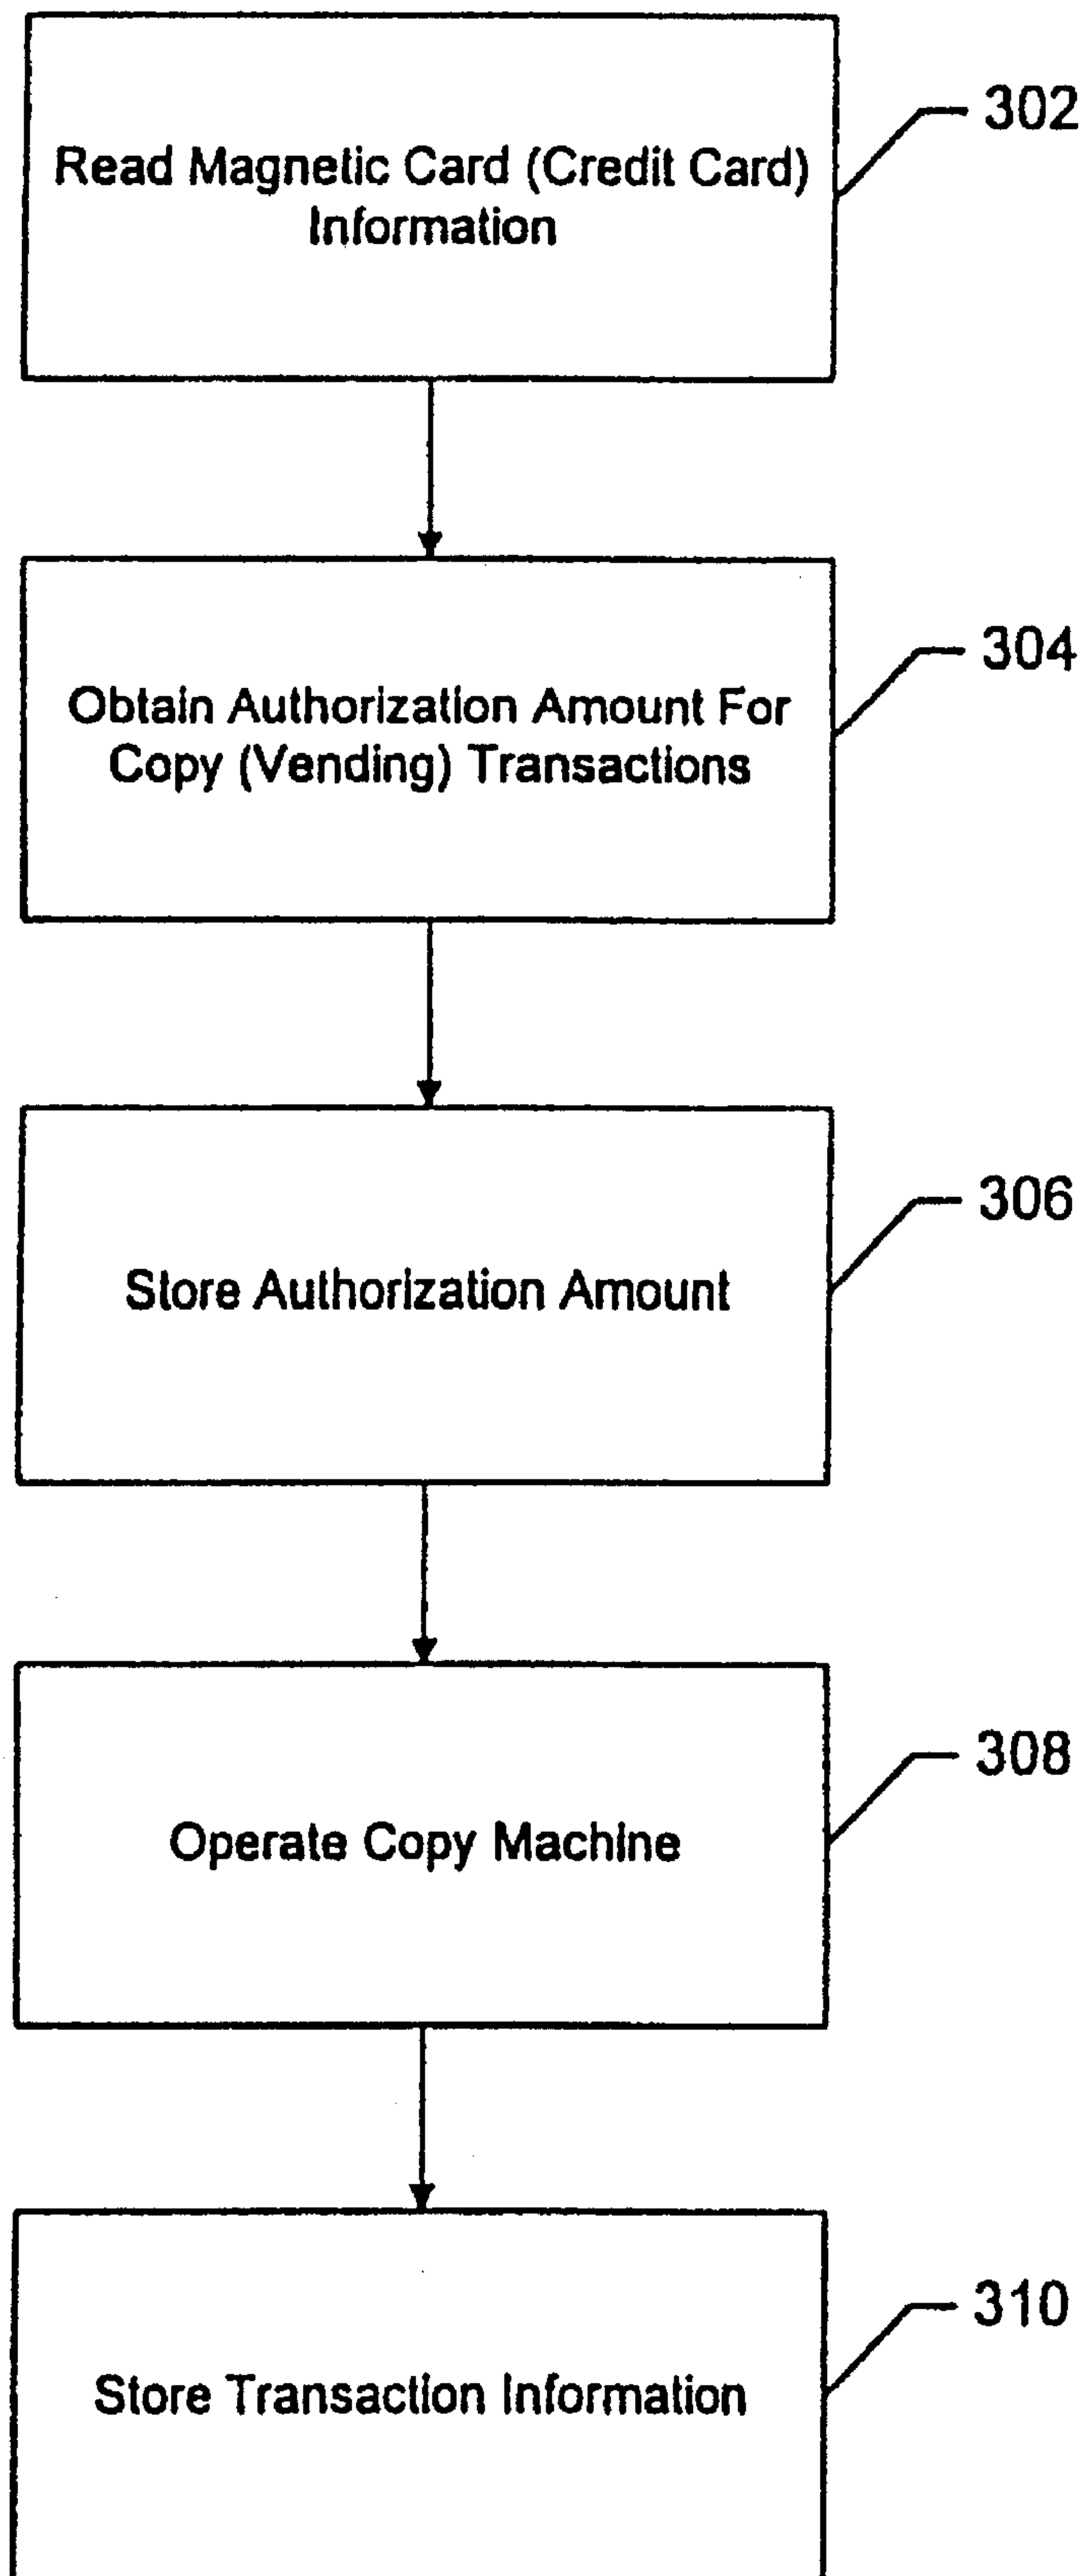 Read Magnetic Card (Credit Card)
Information
302
Obtain Authorization Amount For
Copy (Vending) Transactions
304
Store Authorization Amount
306
Operate Copy Machine
308
Store Transaction Information
310